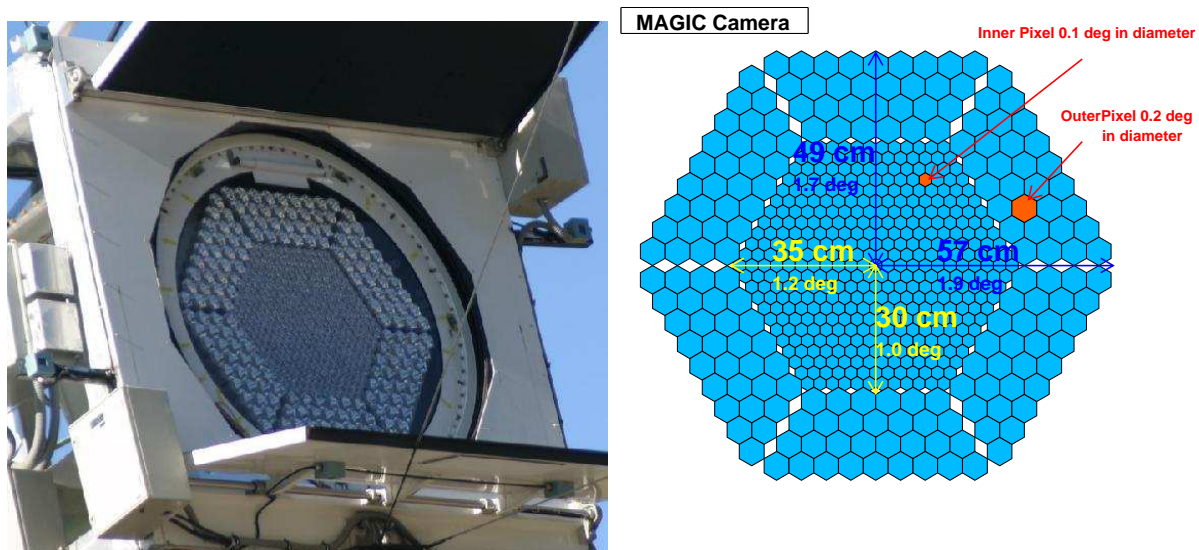 MAGIC Camera
Inner Pixel 0.1 deg in diameter
OuterPixel 0.2 deg
in diameter
49 cm
1.7 deg
35 cm
1.2 deg
57 cm
1.9 deg
30 cm
1.0 deg